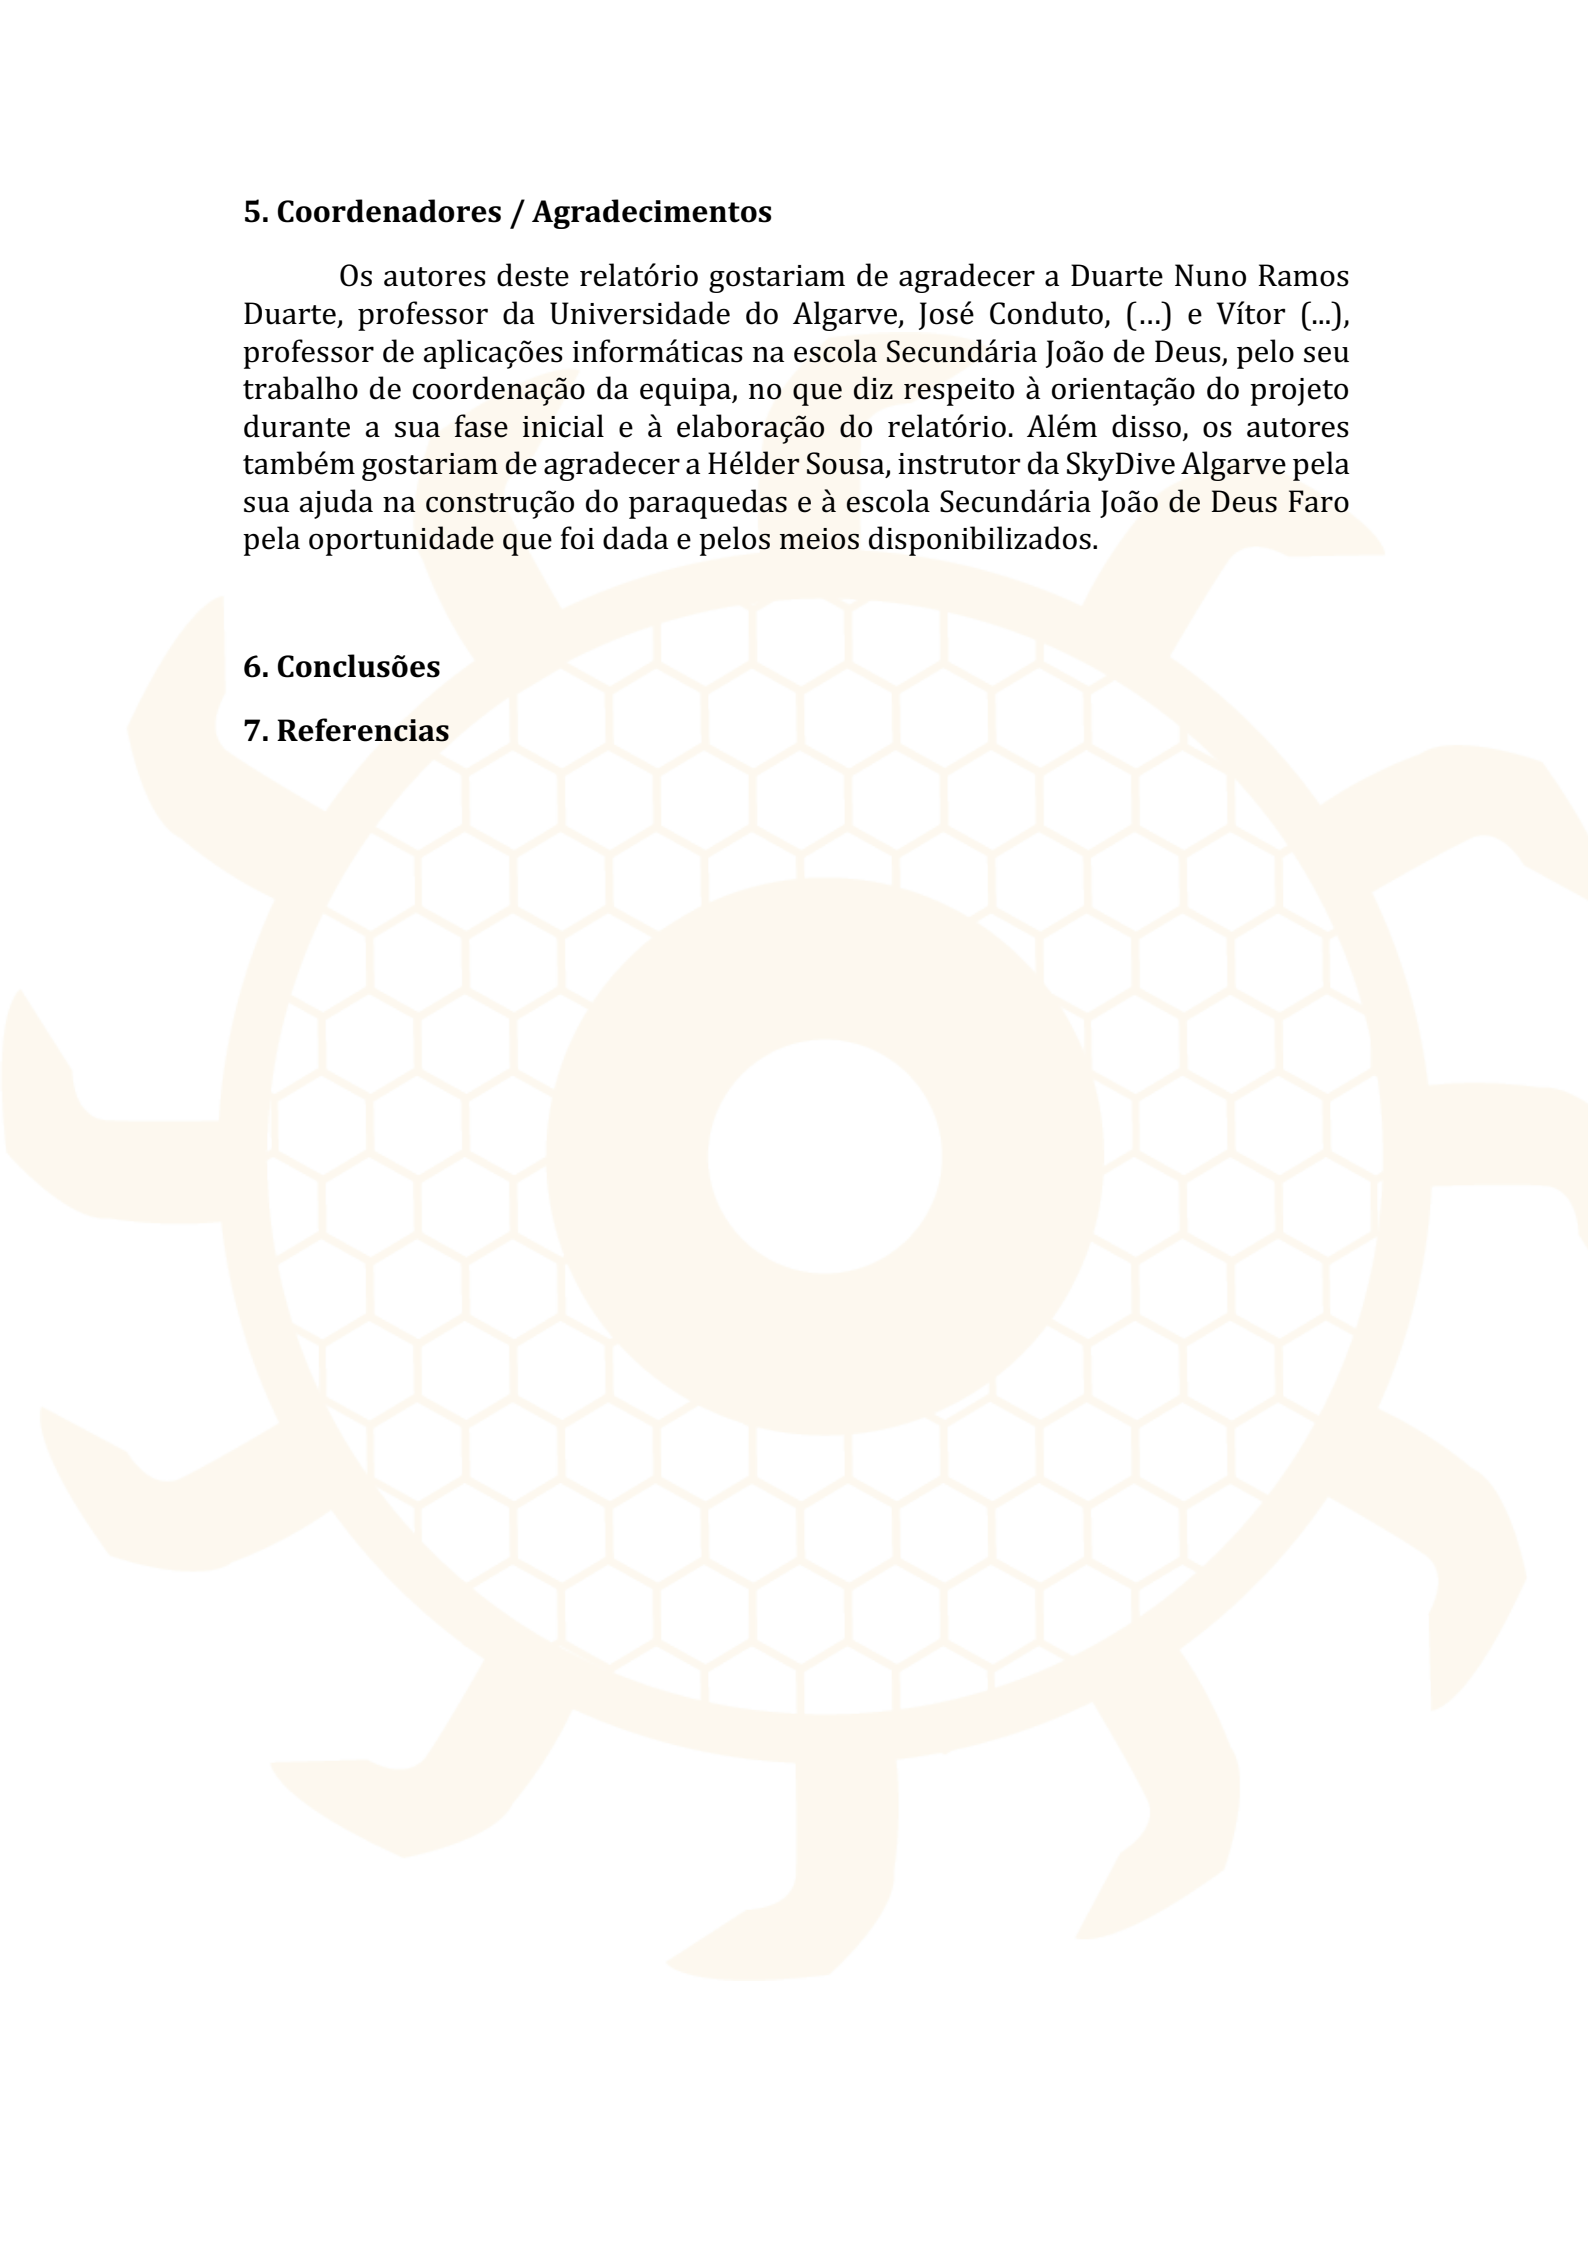 5. Coordenadores / Agradecimentos
Os autores deste relatório gostariam de agradecer a Duarte Nuno Ramos
Duarte, professor da Universidade do Algarve, José Conduto, (…) e Vítor (...),
professor de aplicações informáticas na escola Secundária João de Deus, pelo seu
trabalho de coordenação da equipa, no que diz respeito à orientação do projeto
durante a sua fase inicial e à elaboração do relatório. Além disso, os autores
também gostariam de agradecer a Hélder Sousa, instrutor da SkyDive Algarve pela
sua ajuda na construção do paraquedas e à escola Secundária João de Deus Faro
pela oportunidade que foi dada e pelos meios disponibilizados.
6. Conclusões
7. Referencias